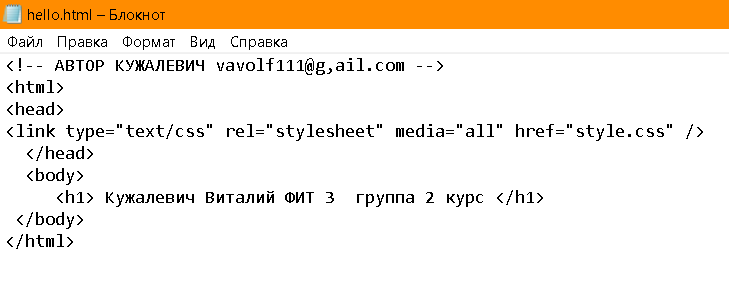 hello.html – Блокнот
Файл Правка Формат Вид Справка
<!-- АВТОР КУЖАЛЕВИЧ vavolf111@g,ail.com -->
<html>
<head>
<link type="text/css" rel="stylesheet" media="all" href="style.css" />
  </head>
  <body>
     <h1> Кужалевич Виталий ФИТ 3  группа 2 курс </h1>
 </body>
</html>